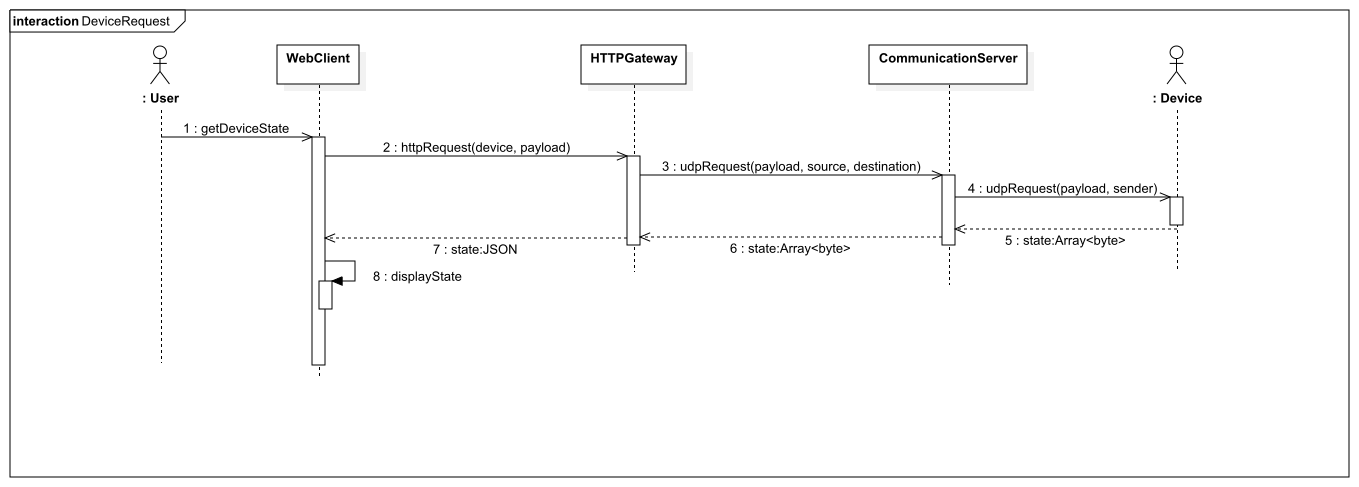 interaction DeviceRequest
WebClient
HTTPGateway
CommunicationServer
: User
: Device
1 : getDeviceState
2 : httpRequest(device, payload)
3 : udpRequest(payload, source, destination)
4 : udpRequest(payload, sender)
5 : state:Array<byte>
6 : state:Array<byte>
7 : state:JSON
8 : displayState